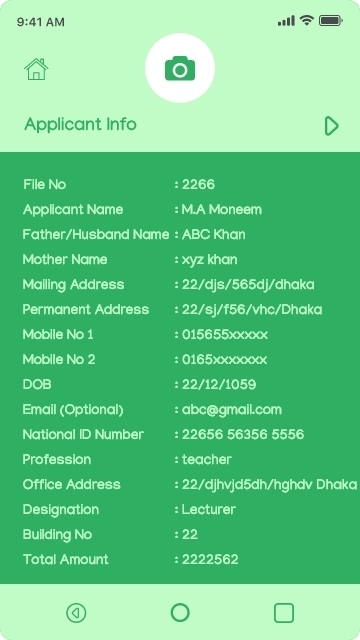 9:41 AM
Applicant Info
File No : 2266
Applicant Name : M.A Moneem
Father/Husband Name : ABC Khan
Mother Name : xyz khan
Mailing Address : 22/djs/565dj/dhaka
Permanent Address : 22/sj/f56/vhc/Dhaka
Mobile No 1 : 015655xxxxx
Mobile No 2 : 0165xxxxxxx
DOB : 22/12/1059
Email (Optional) : abc@gmail.com
National ID Number : 22656 56356 5556
Profession : teacher
Office Address : 22/djhvjd5dh/hghdv Dhaka
Designation : Lecturer
Building No : 22
Total Amount : 2222562